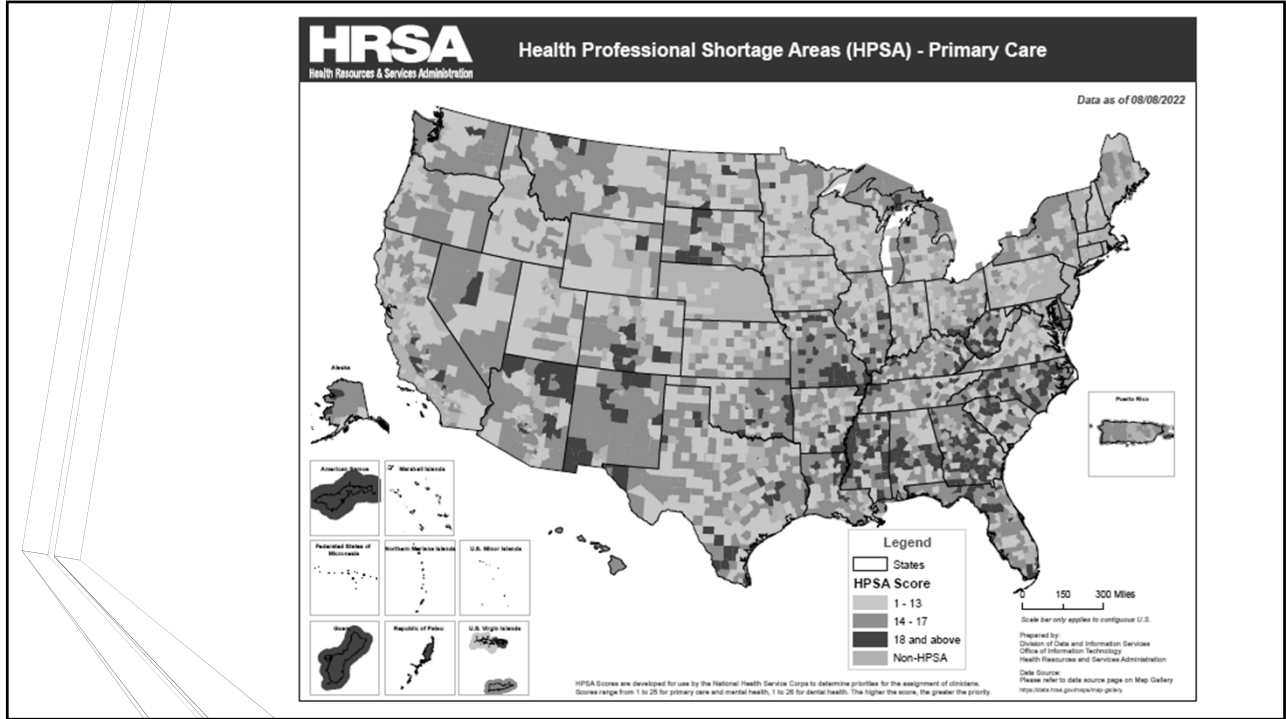 HRSA
Health Resources & Services Administration
Health Professional Shortage Areas (HPSA) - Primary Care
Data as of 08/08/2022
Alaska
Puerto Rico
American Samoa
Marshall Islands
Federated States of
Micronesia
Northern Mariana Islands
U.S. Minor Islands
Guam
Republic of Palau
U.S. Virgin Islands
Legend
States
HPSA Score
1 - 13
14 - 17
18 and above
Non-HPSA
0 150 300 Miles
Scale bar only applies to contiguous U.S.
Prepared by:
Division of Data and Information Services
Office of Information Technology
Health Resources and Services Administration
Data Source:
Please refer to data source page on Map Gallery
https://data.hrsa.gov/maps/map-gallery
HPSA Scores are developed for use by the National Health Service Corps to determine priorities for the assignment of clinicians.
Scores range from 1 to 25 for primary care and mental health, 1 to 26 for dental health. The higher the score, the greater the priority.